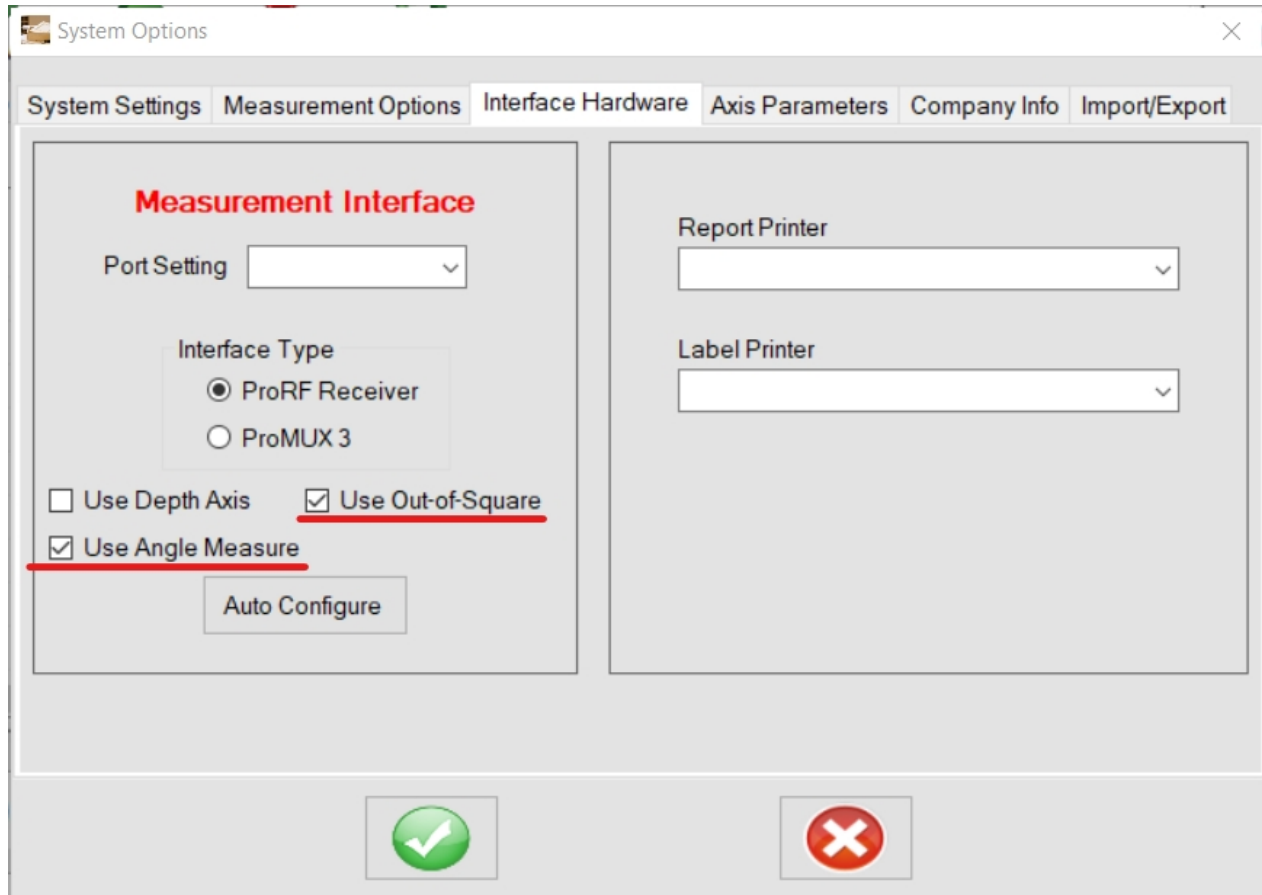 System Options
System Settings Measurement Options Interface Hardware Axis Parameters Company Info Import/Export
Measurement Interface
Port Setting
Interface Type
ProRF Receiver
ProMUX 3
Use Depth Axis Use Out-of-Square
Use Angle Measure
Auto Configure
Report Printer
Label Printer